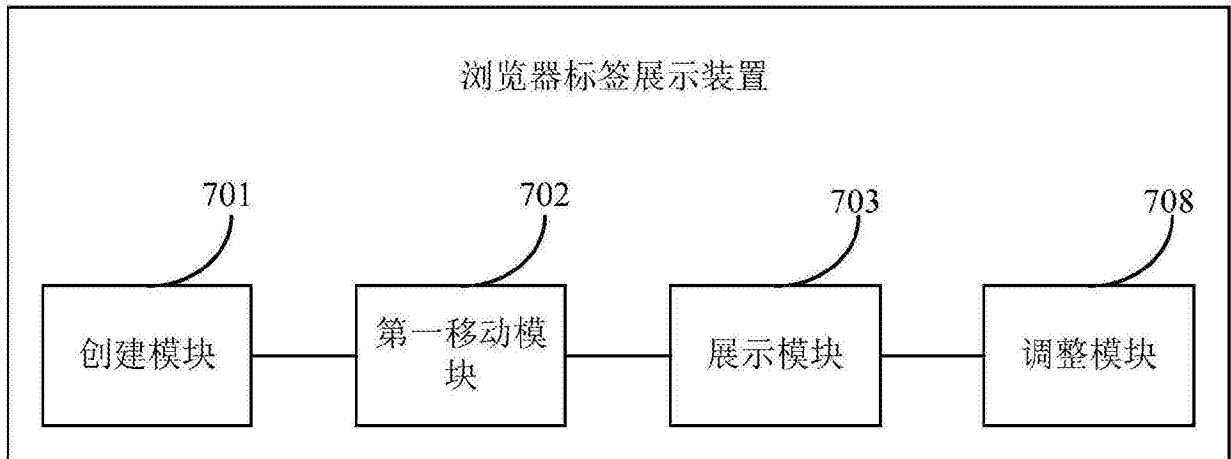 浏览器标签展示装置
701
702
703
708
创建模块
第一移动模
块
展示模块
调整模块